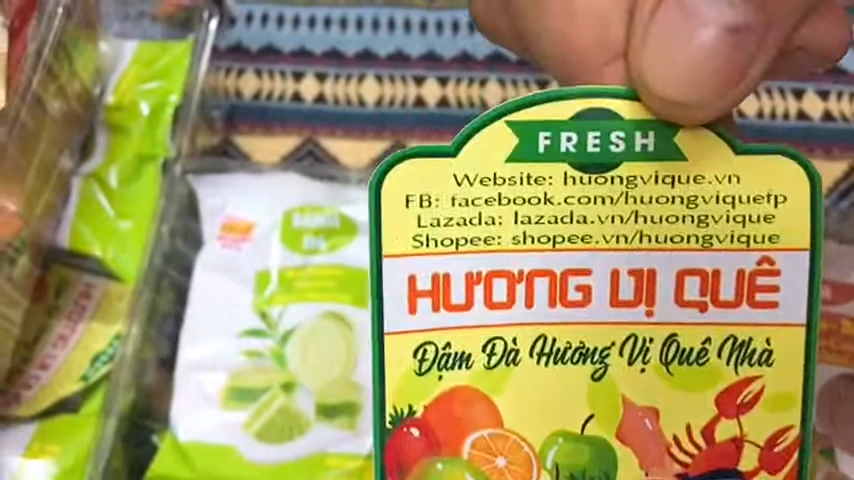 FRESH
Website: huongvique.vn
FB: facebook.com/huongviquefp
Lazada: lazada.vn/huongvique
Shopee: shopee.vn/huongvique
HƯƠNG VỊ QUÊ
Đậm Đà Hương Vị Quê Nhà